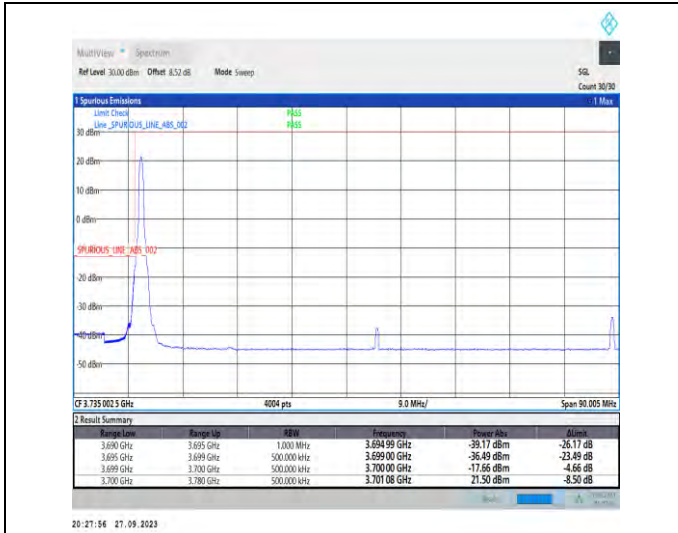 MultiView Spectrum
Ref Level 30.00 dBm Offset 8.52 dB Mode Sweep SGL
Count 30/30
1 Spurious Emissions 1 Max
Limit Check PASS
Line _SPURIOUS_LINE_ABS_002 PASS
30 dBm
20 dBm
10 dBm
0 dBm
SPURIOUS_LINE_ABS_002
-20 dBm
-30 dBm
-40 dBm
-50 dBm
CF 3.735 002 5 GHz 4004 pts 9.0 MHz/ Span 90.005 MHz
2 Result Summary
Range Low Range Up RBW Frequency Power Abs ΔLimit
3.690 GHz 3.695 GHz 1.000 MHz 3.694 99 GHz -39.17 dBm -26.17 dB
3.695 GHz 3.699 GHz 500.000 kHz 3.699 00 GHz -36.49 dBm -23.49 dB
3.699 GHz 3.700 GHz 500.000 kHz 3.700 00 GHz -17.66 dBm -4.66 dB
3.700 GHz 3.780 GHz 500.000 kHz 3.701 08 GHz 21.50 dBm -8.50 dB
20:27:56 27.09.2023